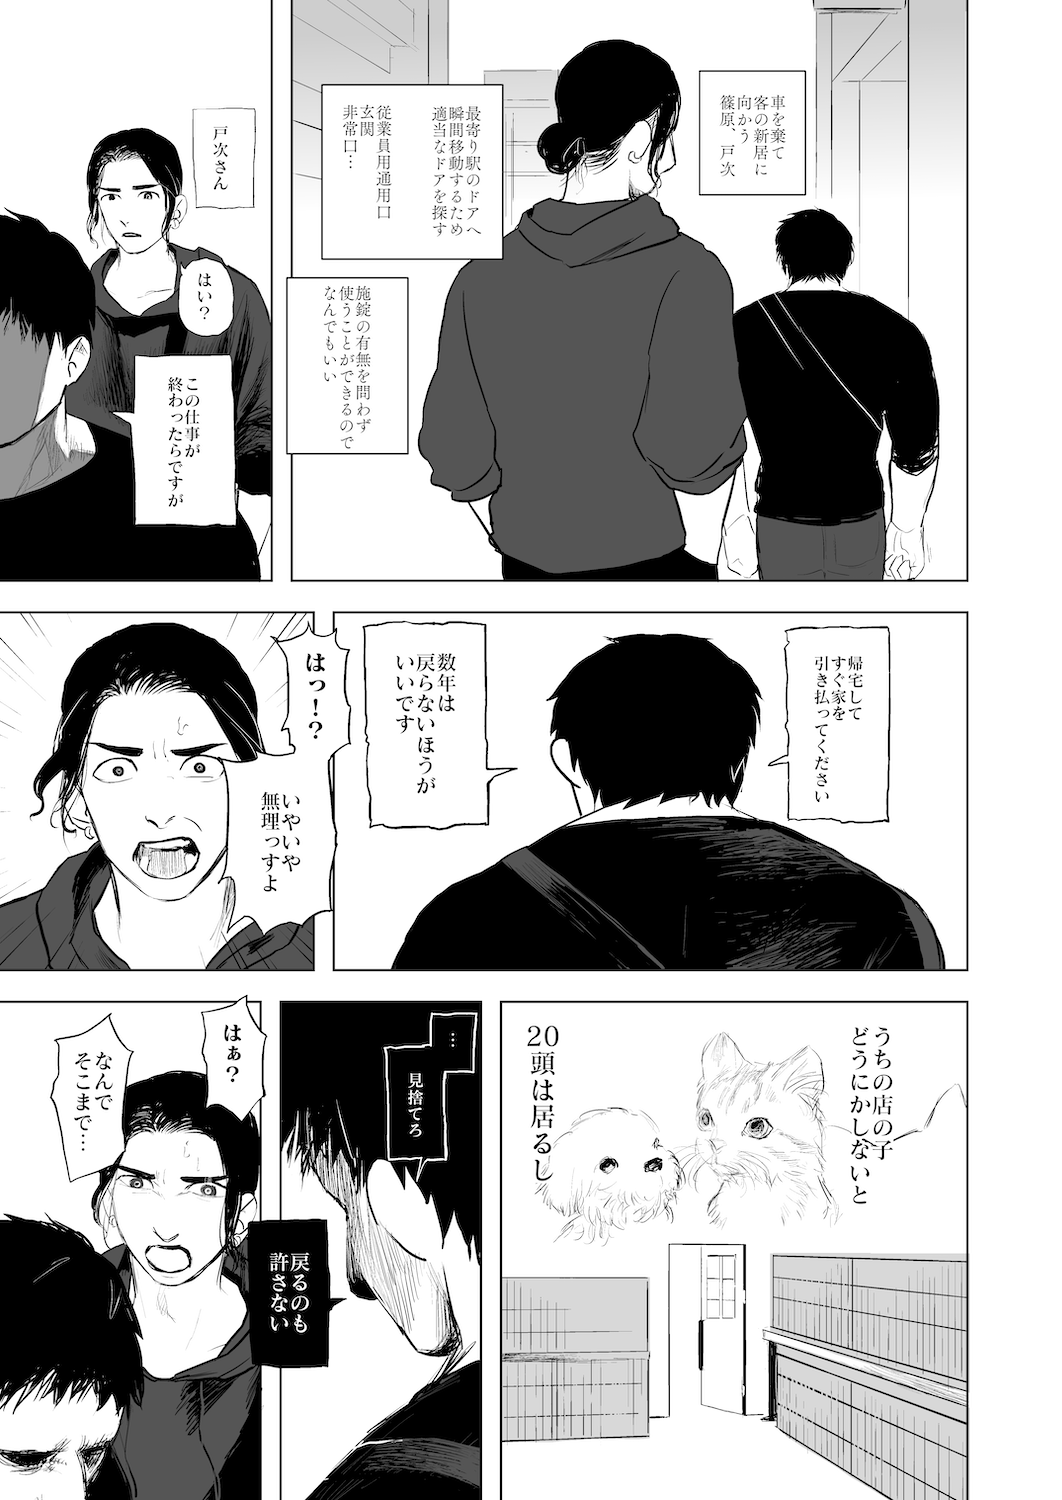 車を棄て
客の新居に
向かう
篠原、戸次
最寄り駅のドアへ
瞬間移動するため
適当なドアを探す
従業員用通用口
玄関
非常口…
施錠の有無を問わず
使うことができるので
なんでもいい
戸次さん
はい?
この仕事が
終わったらですが
帰宅して
すぐ家を
引き払ってください
数年は
戻らないほうが
いいです
はっ!?
いやいや
無理っすよ
うちの店の子
どうにかしないと
20頭は居るし
…
見捨てろ
戻るのも
許さない
はぁ?
なんで
そこまで…